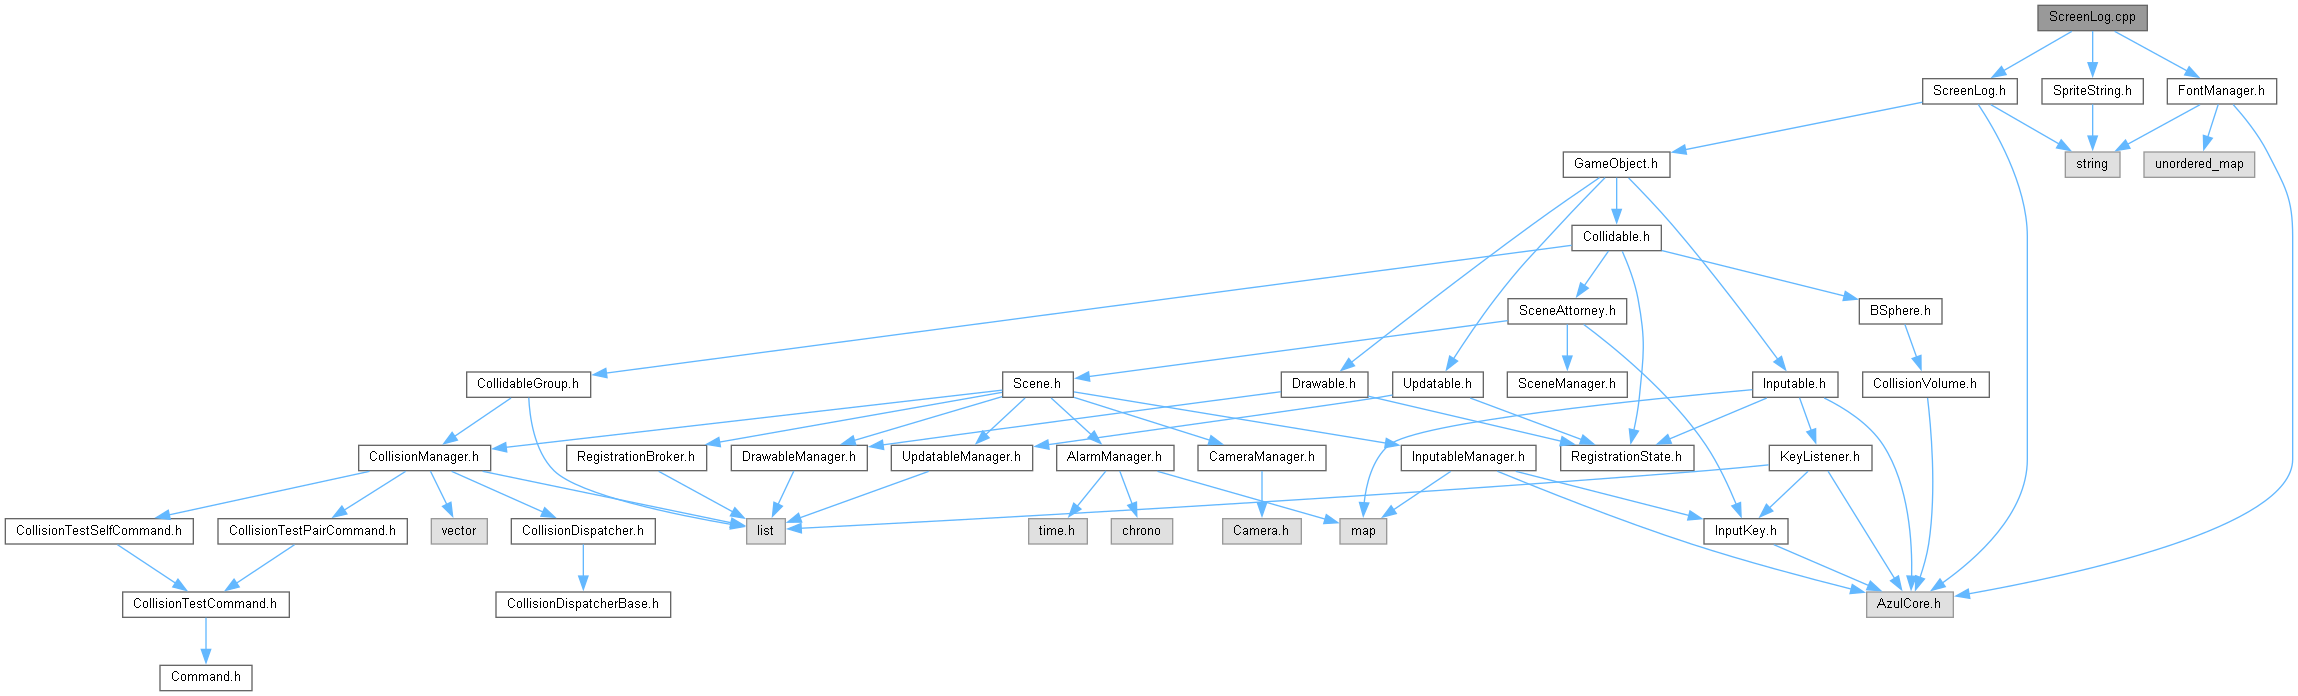 ScreenLog.cpp
ScreenLog.h
SpriteString.h
FontManager.h
GameObject.h
string
unordered_map
Collidable.h
SceneAttorney.h
BSphere.h
CollidableGroup.h
Scene.h
Drawable.h
Updatable.h
SceneManager.h
Inputable.h
CollisionVolume.h
CollisionManager.h
RegistrationBroker.h
DrawableManager.h
UpdatableManager.h
AlarmManager.h
CameraManager.h
InputableManager.h
RegistrationState.h
KeyListener.h
CollisionTestSelfCommand.h
CollisionTestPairCommand.h
vector
CollisionDispatcher.h
list
time.h
chrono
Camera.h
map
InputKey.h
CollisionTestCommand.h
CollisionDispatcherBase.h
AzulCore.h
Command.h